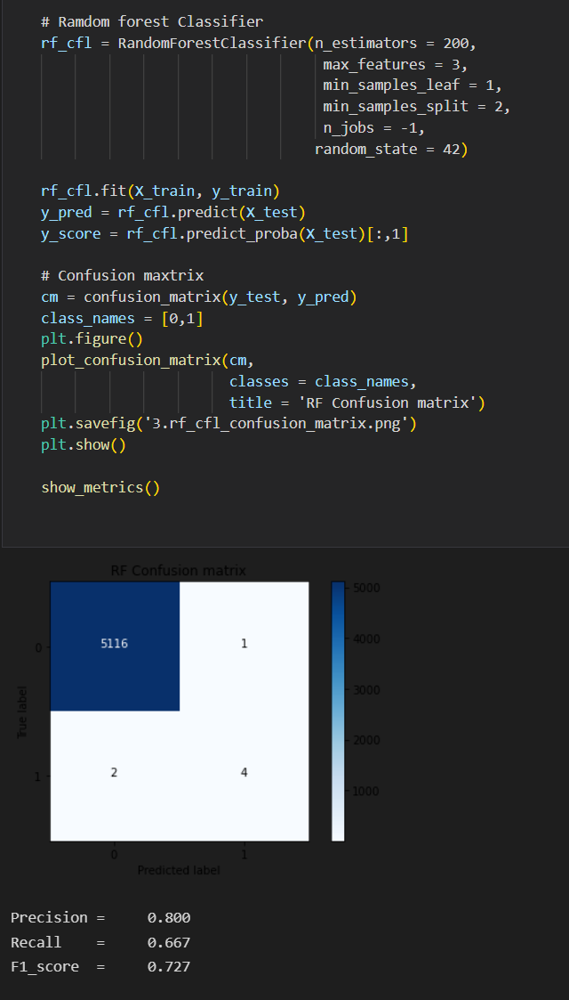 # Ramdom forest Classifier
rf_cfl = RandomForestClassifier(n_estimators = 200,
max_features = 3,
min_samples_leaf = 1,
min_samples_split = 2,
n_jobs = -1,
random_state = 42)
rf_cfl.fit(X_train, y_train)
y_pred = rf_cfl.predict(X_test)
y_score = rf_cfl.predict_proba(X_test)[:,1]
# Confusion maxtrix
cm = confusion_matrix(y_test, y_pred)
class_names = [0,1]
plt.figure()
plot_confusion_matrix(cm,
classes = class_names,
title = 'RF Confusion matrix')
plt.savefig('3.rf_cfl_confusion_matrix.png')
plt.show()
show_metrics()
RF Confusion matrix
5000
4000
3000
2000
1000
True label
0
5116 1
1
2 4
0 1
Predicted label
Precision = 0.800
Recall = 0.667
F1_score = 0.727